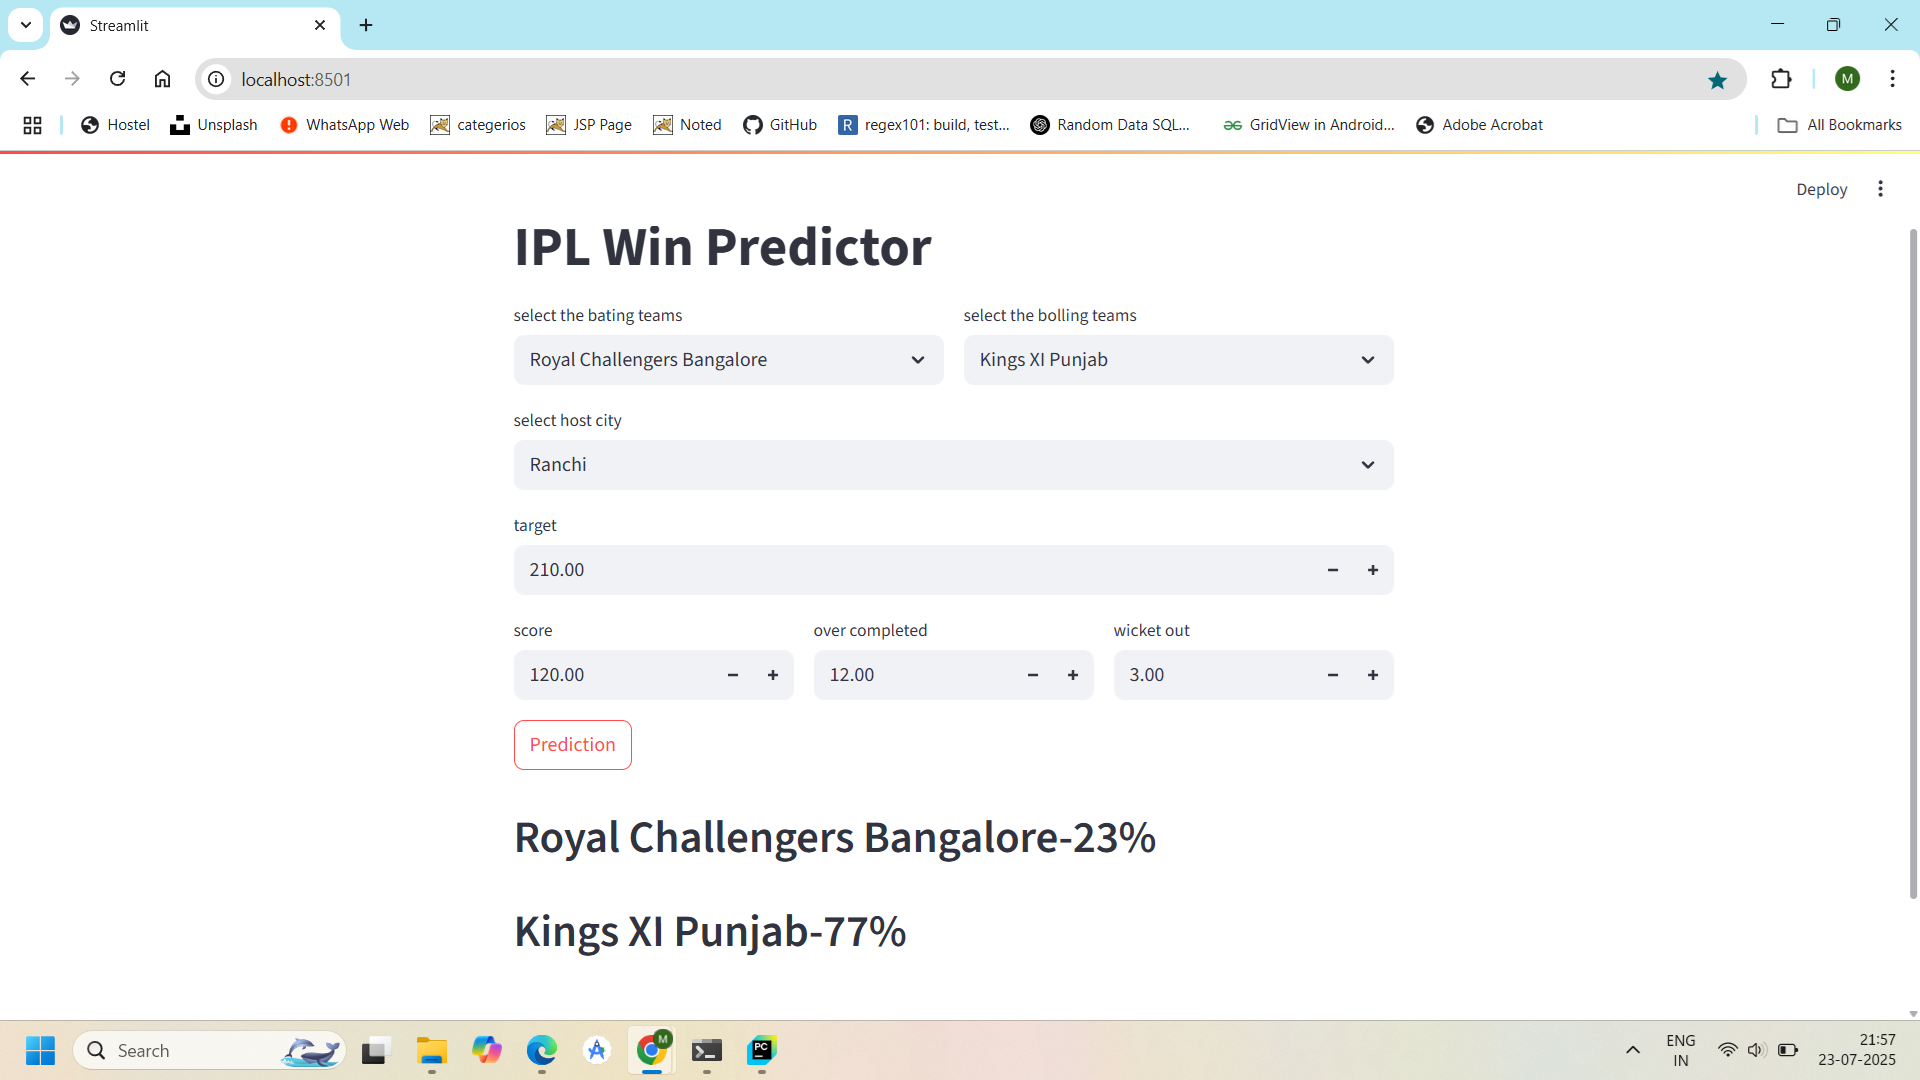 Streamlit
localhost:8501
M
Hostel
Unsplash
WhatsApp Web
categerios
JSP Page
Noted
GitHub
R regex101: build, test...
Random Data SQL...
GridView in Android...
Adobe Acrobat
All Bookmarks
Deploy
IPL Win Predictor
select the bating teams
select the bolling teams
Royal Challengers Bangalore
Kings XI Punjab
select host city
Ranchi
target
210.00
score
over completed
wicket out
120.00
12.00
3.00
Prediction
Royal Challengers Bangalore-23%
Kings XI Punjab-77%
Search
M
PC
ENG
IN
21:57
23-07-2025